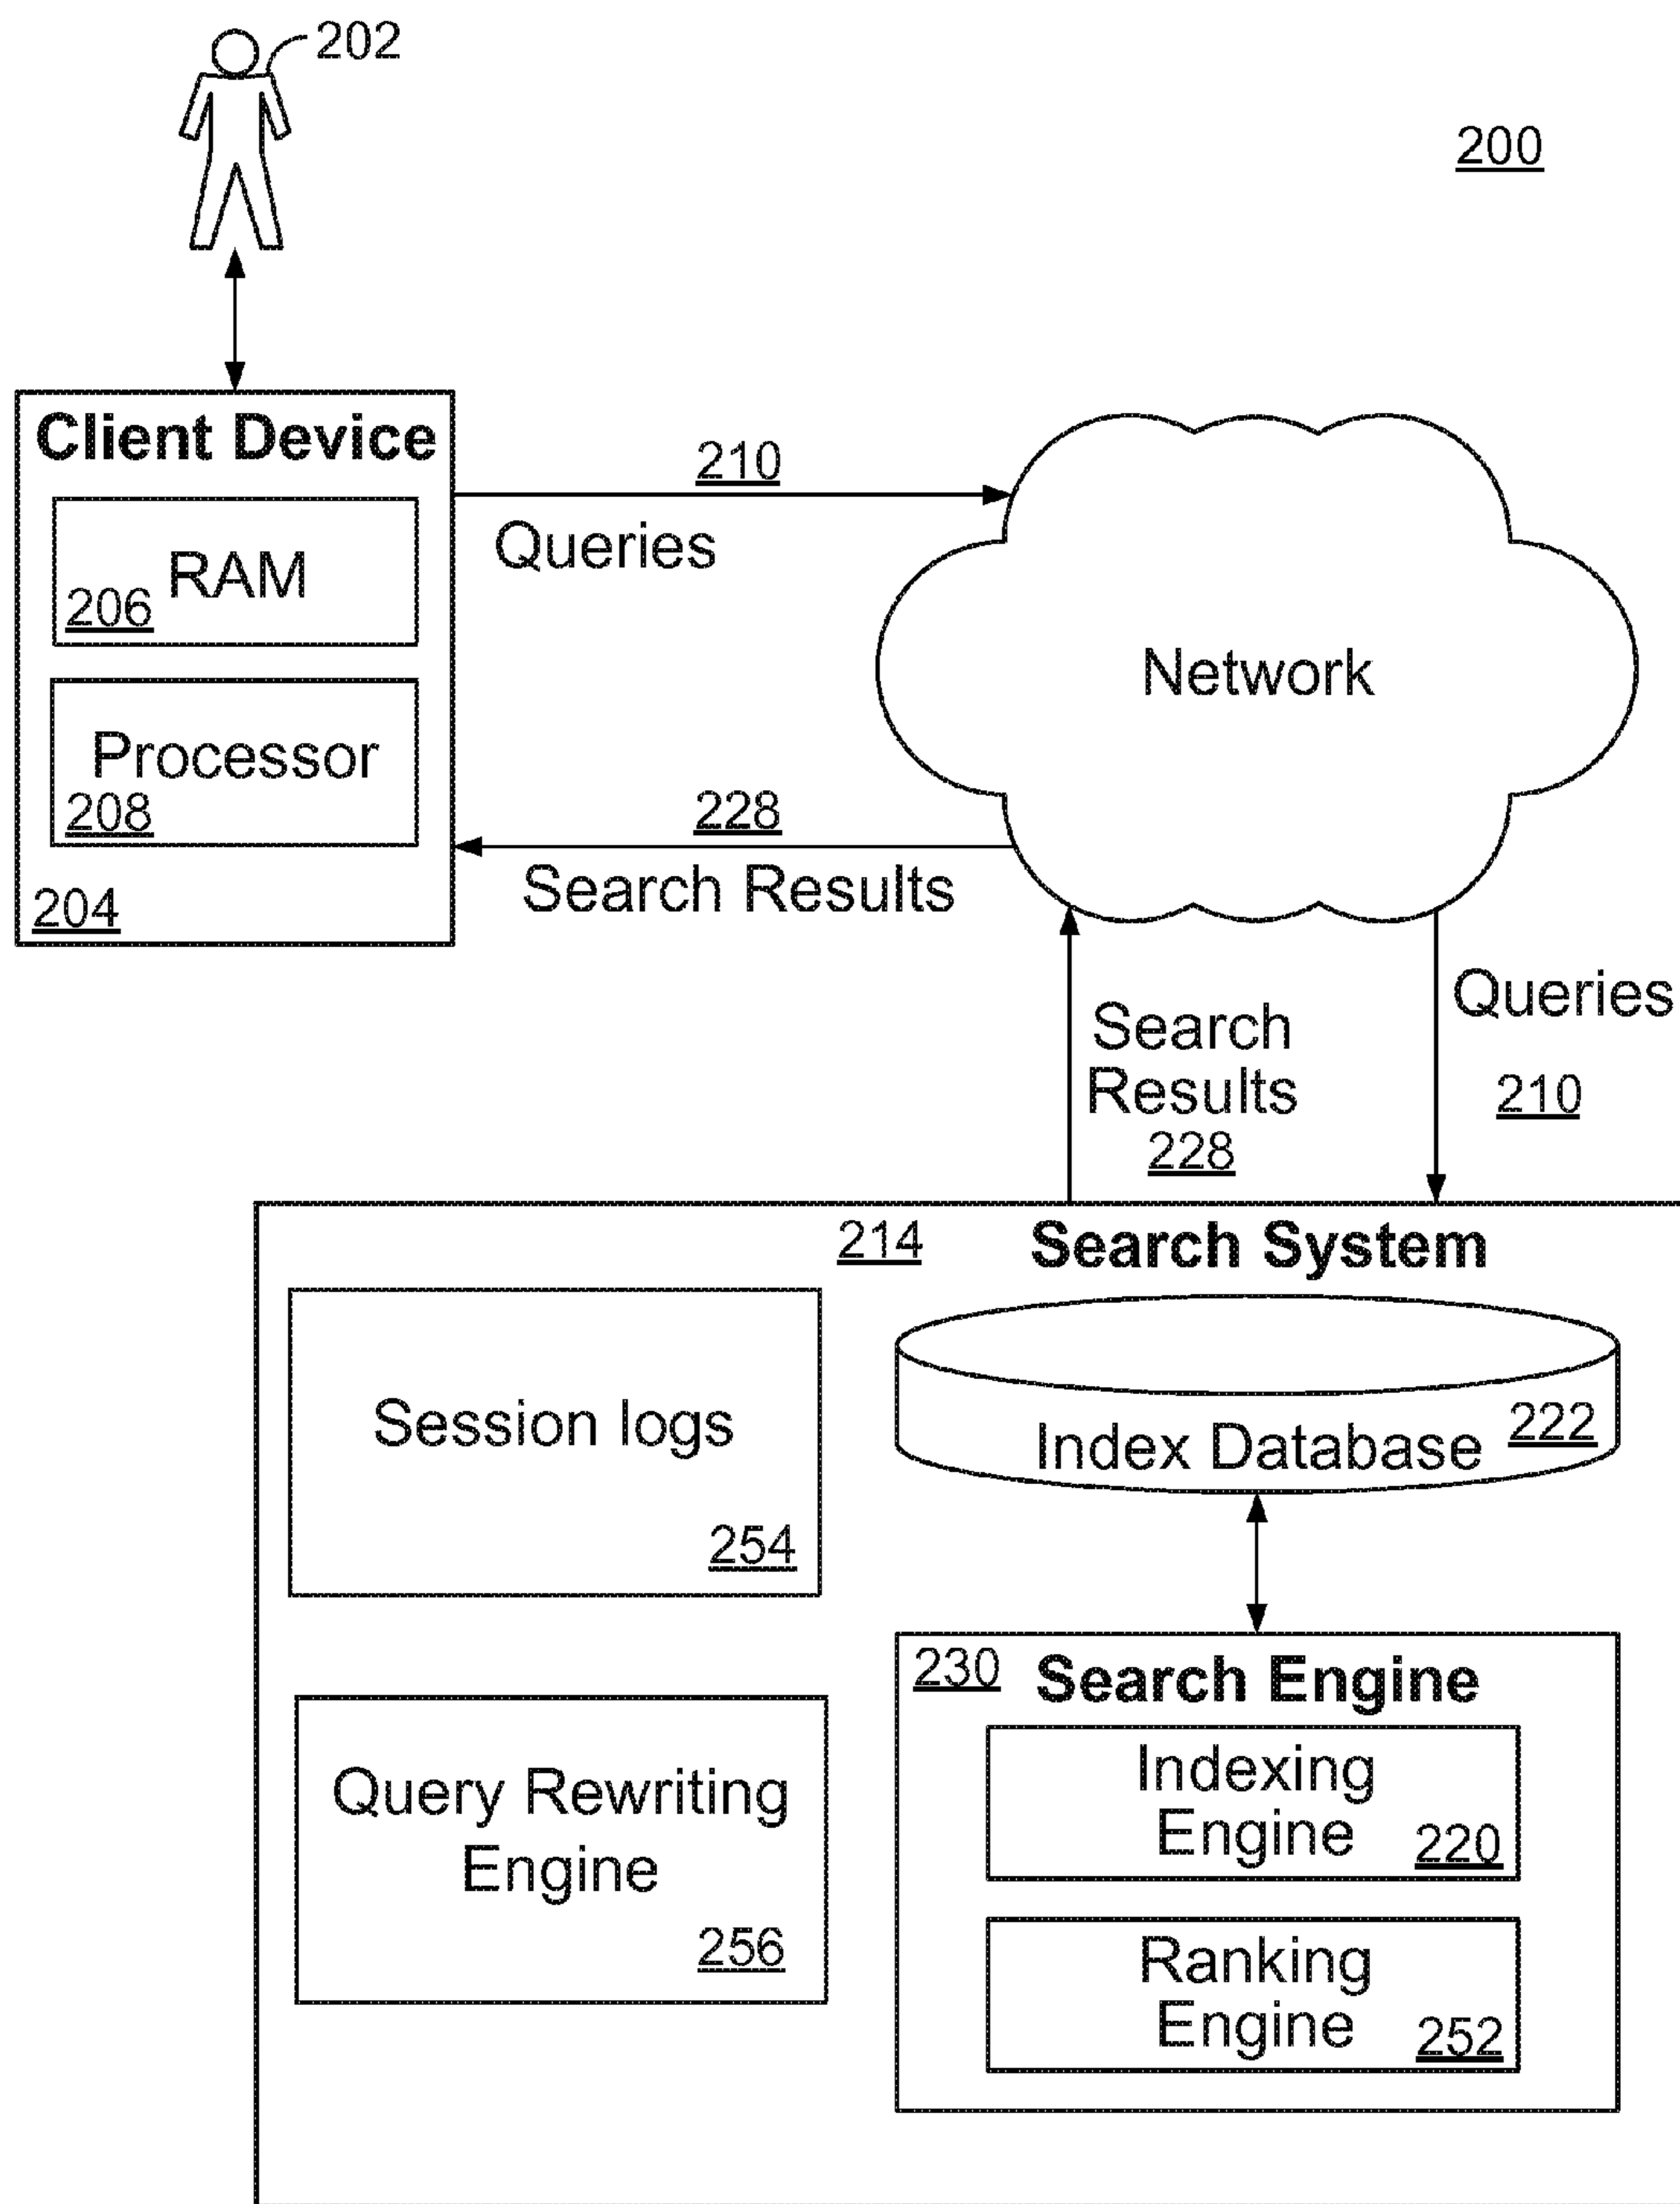 202
200
Client Device
RAM
206
Processor
208
204
210
Queries
228
Search Results
Network
Search
Results
228
Queries
210
214
Search System
Session logs
254
Index Database
222
Query Rewriting
Engine
256
230
Search Engine
Indexing
Engine
220
Ranking
Engine
252